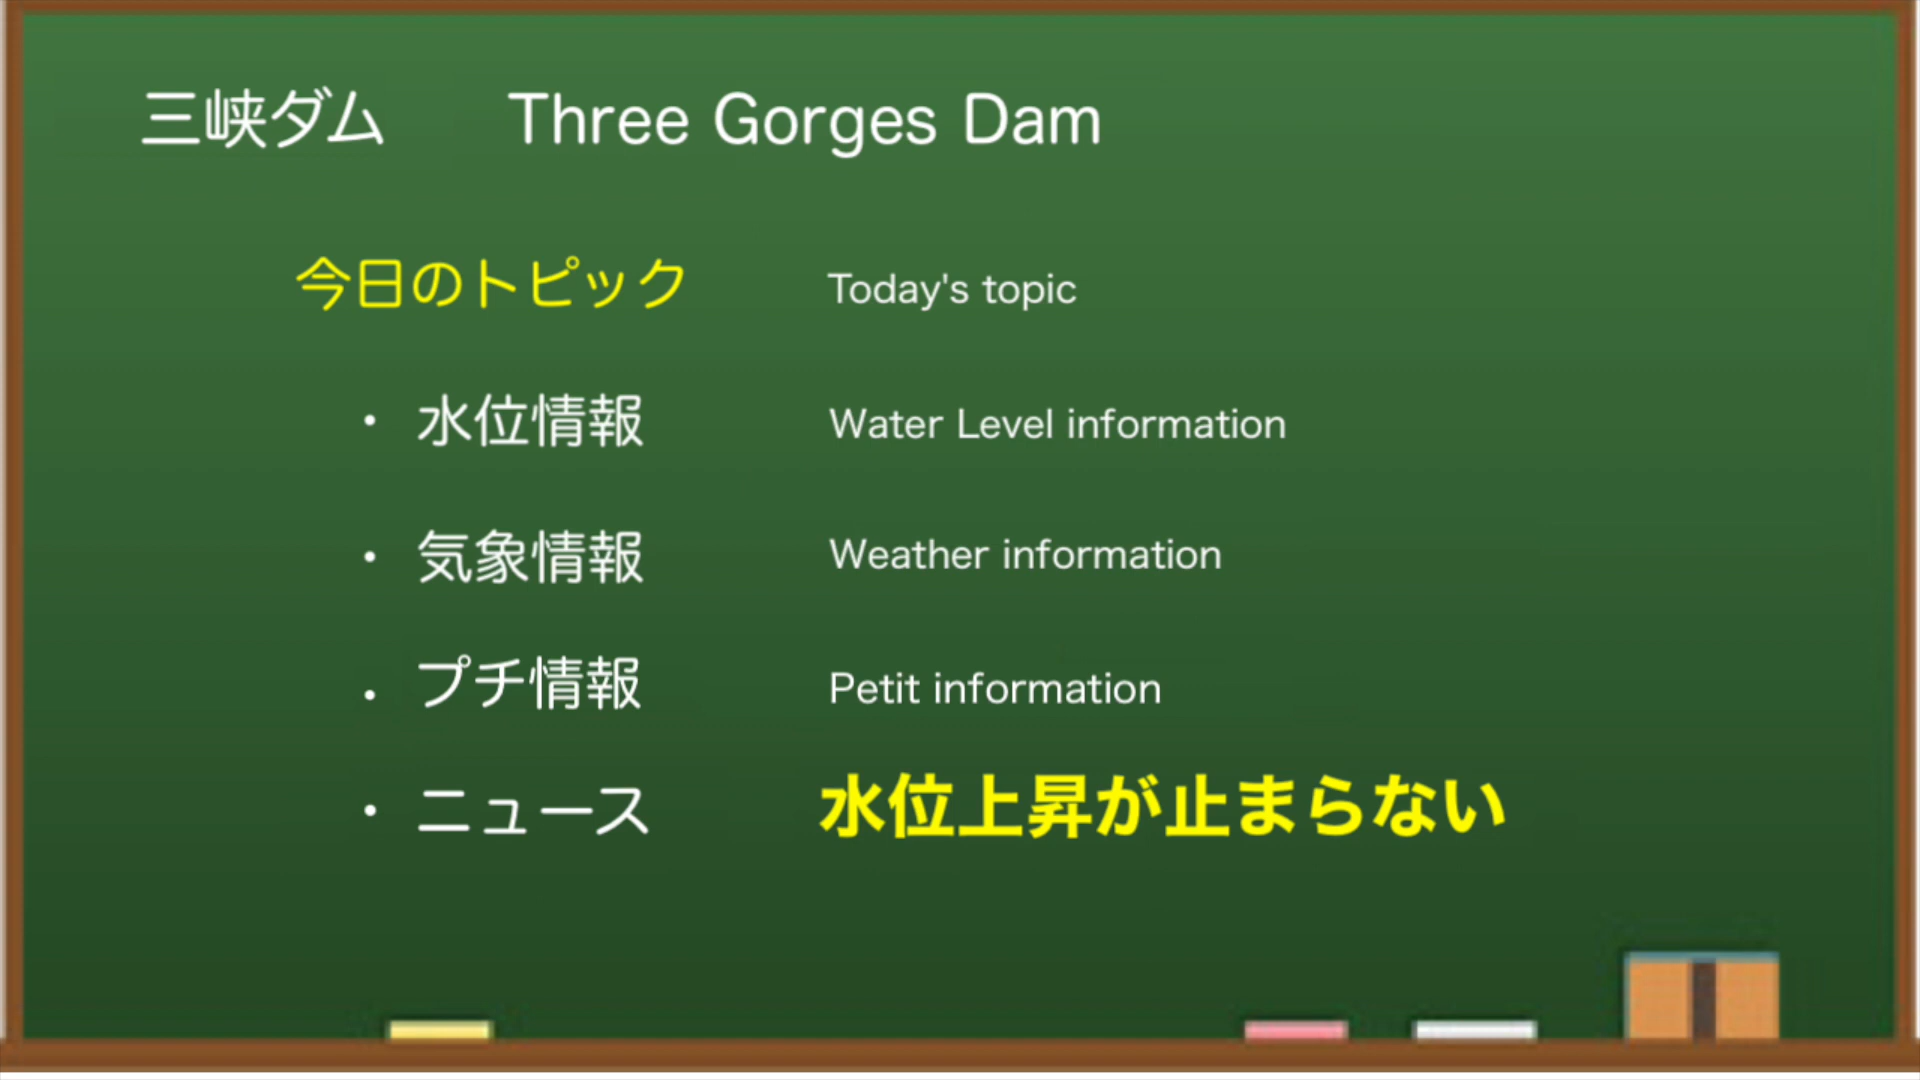 三峡ダム Three Gorges Dam
今日のトピック Today's topic
・ 水位情報 Water Level information
・ 気象情報 Weather information
・ プチ情報 Petit information
・ ニュース 水位上昇が止まらない